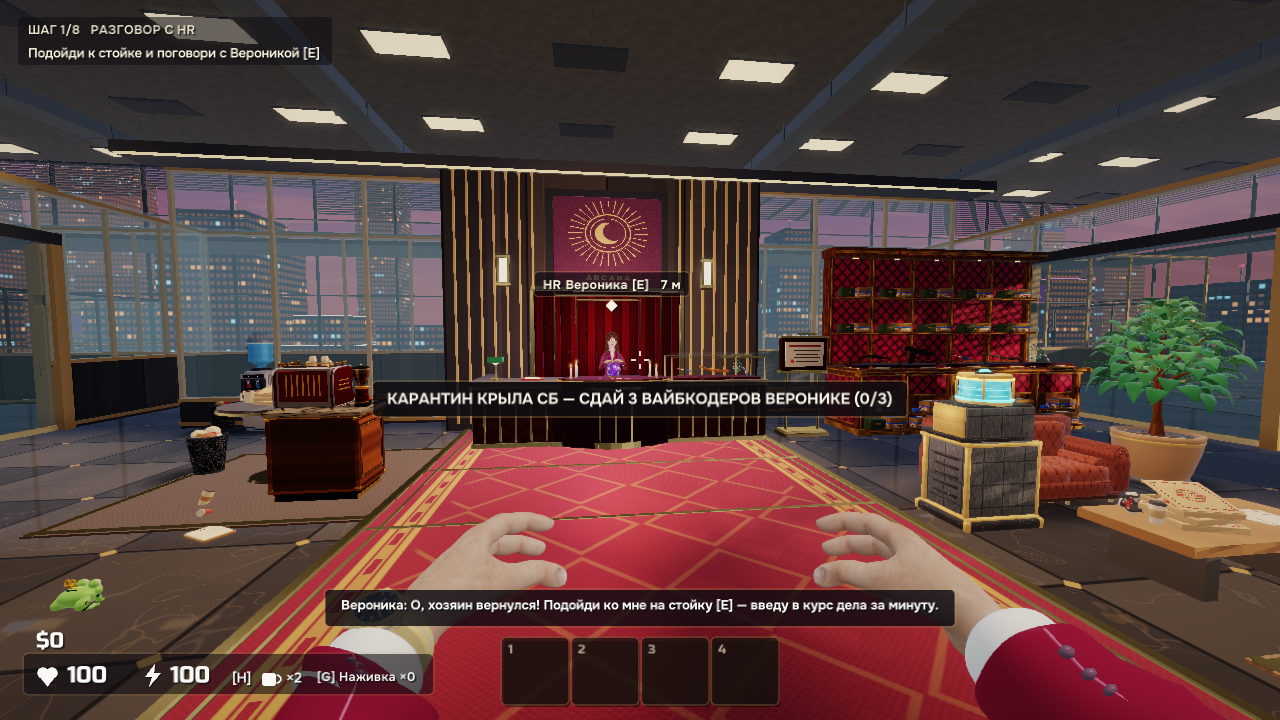 ШАГ 1/8 РАЗГОВОР С HR
Подойди к стойке и поговори с Вероникой [E]
ARCANA
HR Вероника [E] 7 м
КАРАНТИН КРЫЛА СБ — СДАЙ 3 ВАЙБКОДЕРОВ ВЕРОНИКЕ (0/3)
Вероника: О, хозяин вернулся! Подойди ко мне на стойку [E] — введу в курс дела за минуту.
$0
100 100 [H] ×2 [G] Наживка ×0
1 2 3 4